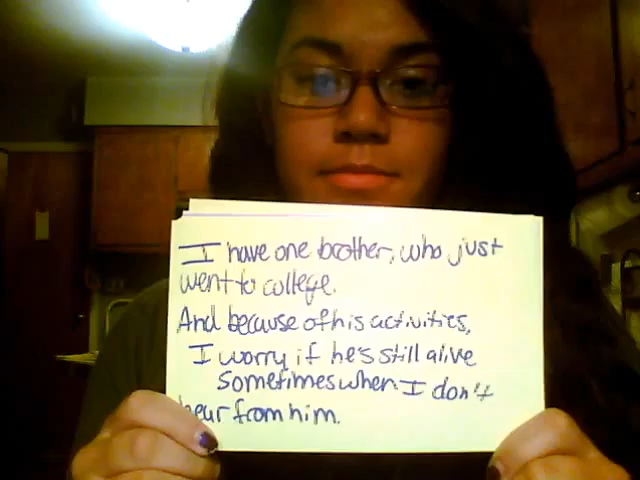 I have one brother, who just
went to college.
And because of his activities,
I worry if he's still alive
sometimes when I don't
hear from him.